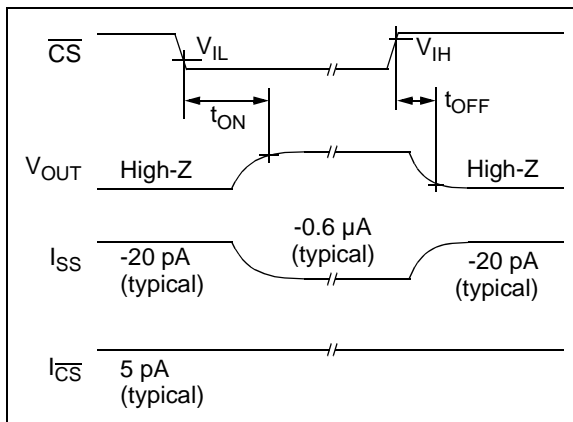 CS V_IL V_IH
t_ON t_OFF
V_OUT High-Z High-Z
-0.6 µA
(typical)
I_SS -20 pA
(typical)
-20 pA
(typical)
I_CS 5 pA
(typical)